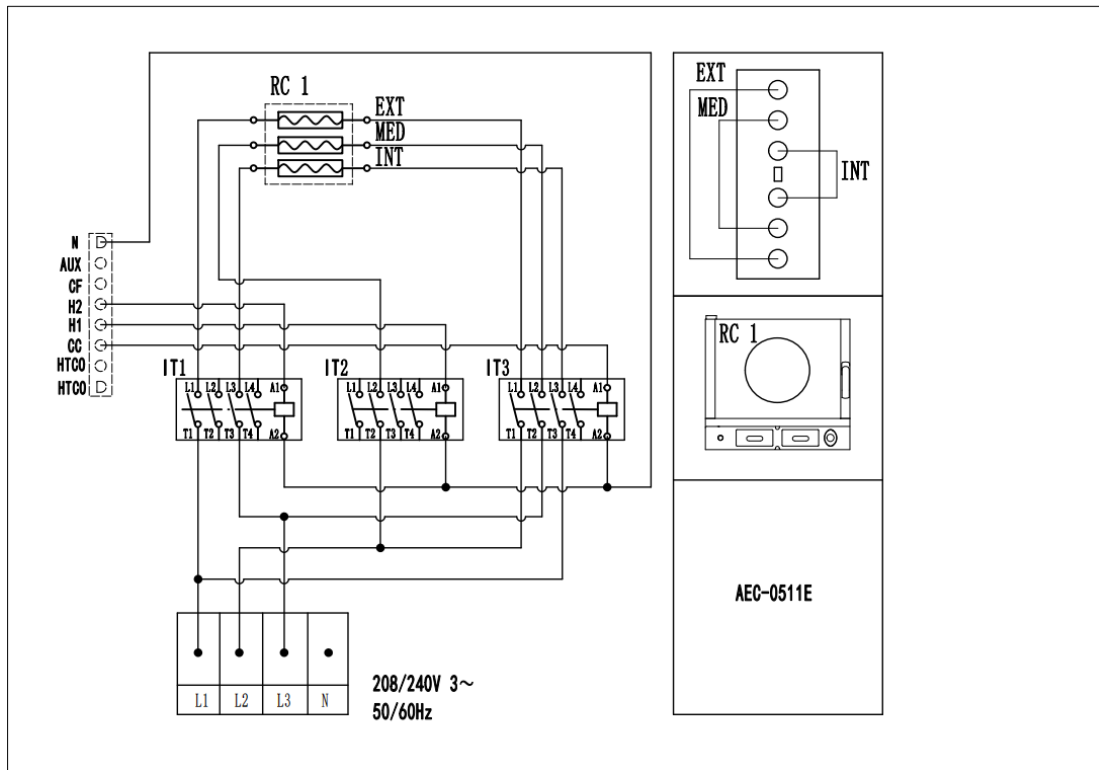 RC 1
EXT
MED
INT
N
AUX
CF
H2
H1
CC
HTCO
HTCO
IT1
L1 L2 L3 L4 A1
T1 T2 T3 T4 A2
IT2
L1 L2 L3 L4 A1
T1 T2 T3 T4 A2
IT3
L1 L2 L3 L4 A1
T1 T2 T3 T4 A2
L1 L2 L3 N
208/240V 3~
50/60Hz
EXT
MED
INT
RC 1
AEC-0511E